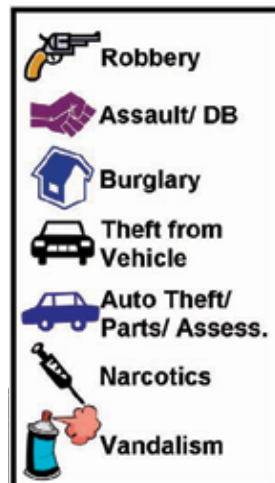 Robbery
Assault/ DB
Burglary
Theft from
Vehicle
Auto Theft/
Parts/ Assess.
Narcotics
Vandalism